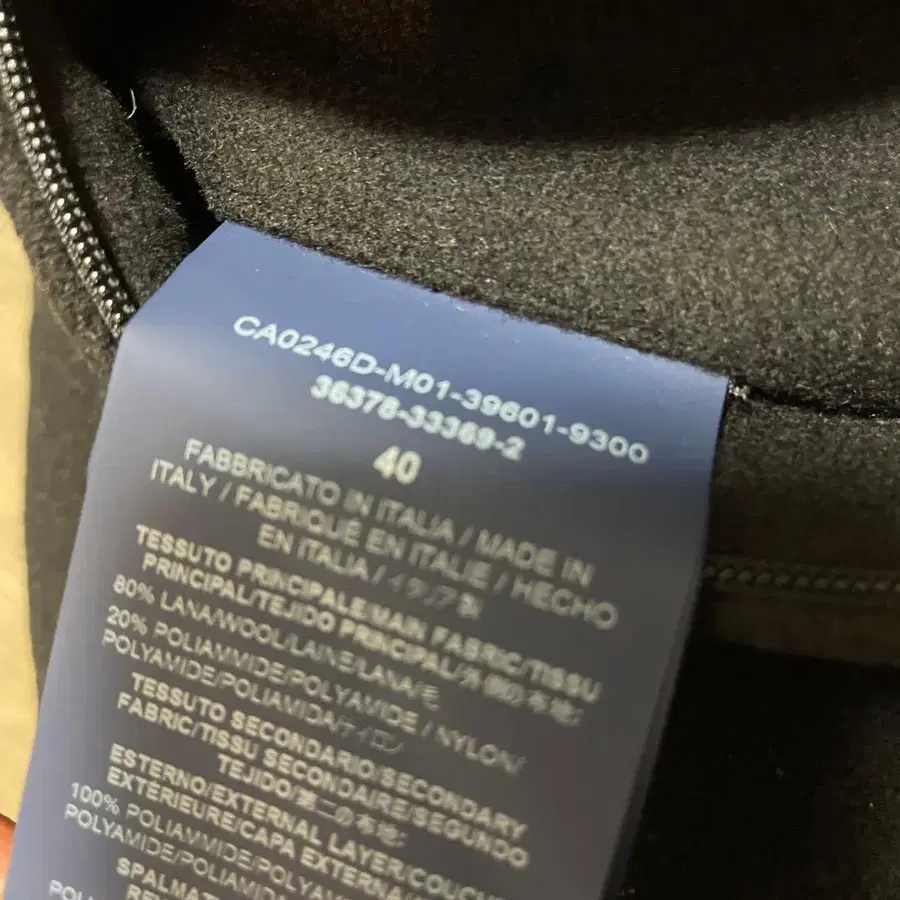 CA0246D-M01-39601-9300
36378-33369-2
40
FABBRICATO IN ITALIA / MADE IN
ITALY / FABRIQUÉ EN ITALIE / HECHO
EN ITALIA / イタリア製
TESSUTO PRINCIPALE/MAIN FABRIC/TISSU
PRINCIPAL/TEJIDO PRINCIPAL/外側の布地:
80% LANA/WOOL/LAINE/LANA/毛
20% POLIAMMIDE/POLYAMIDE / NYLON/
POLYAMIDE/POLIAMIDA/ナイロン
TESSUTO SECONDARIO/SECONDARY
FABRIC/TISSU SECONDAIRE/SEGUNDO
TEJIDO/第二の布地:
ESTERNO/EXTERNAL LAYER/COUCHE
EXTÉRIEURE/CAPA EXTERNA/
100% POLIAMMIDE/POLYAMIDE/
POLYAMIDE/POLIAMIDA/
SPALMAT